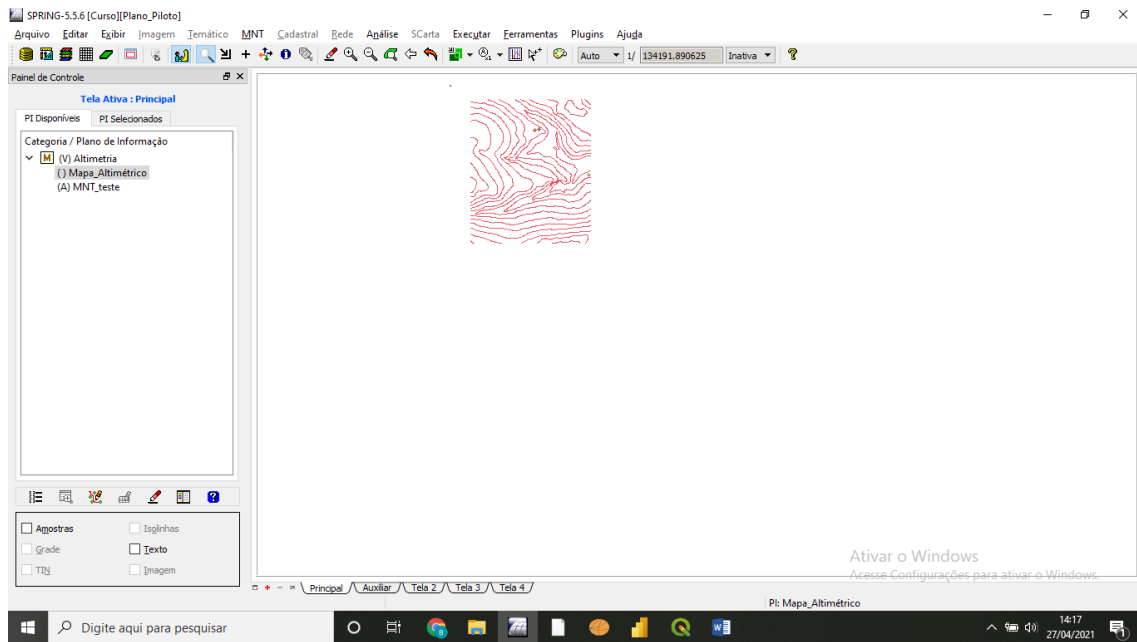 SPRING-5.5.6 [Curso][Plano_Piloto]
Arquivo Editar Exibir Imagem Temático MNT Cadastral Rede Análise SCarta Executar Ferramentas Plugins Ajuda
Auto 1/ 134191.890625 Inativa
Painel de Controle
Tela Ativa : Principal
PI Disponíveis PI Selecionados
Categoria / Plano de Informação
M (V) Altimetria
( ) Mapa_Altimétrico
(A) MNT_teste
Amostras Isolinhas
Grade Texto
TIN Imagem
Ativar o Windows
Acesse Configurações para ativar o Windows.
Principal Auxiliar Tela 2 Tela 3 Tela 4
PI: Mapa_Altimétrico
Digite aqui para pesquisar
14:17
27/04/2021